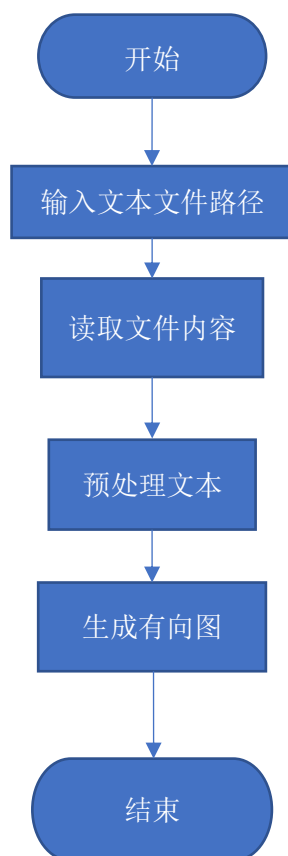 开始
输入文本文件路径
读取文件内容
预处理文本
生成有向图
结束